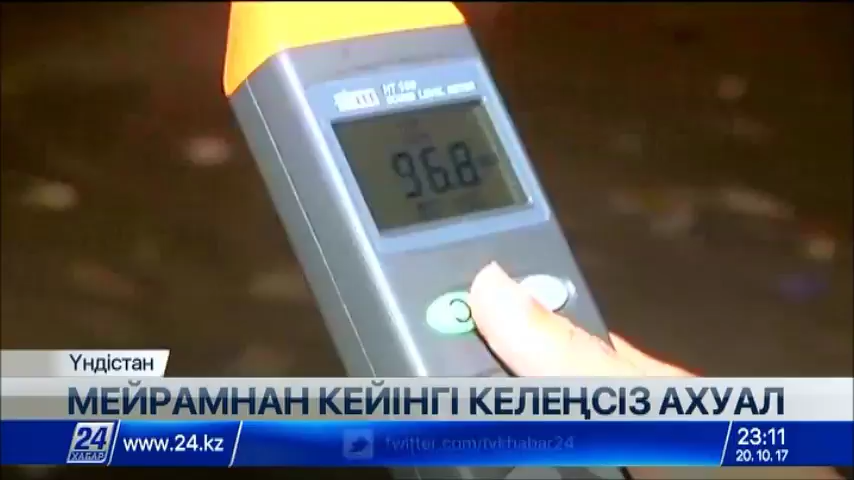 96.8
Үндістан
МЕЙРАМНАН КЕЙІНГІ КЕЛЕҢСІЗ АХУАЛ
24
ХАБАР
www.24.kz
twitter.com/tvkhabar24
23:11
20.10.17